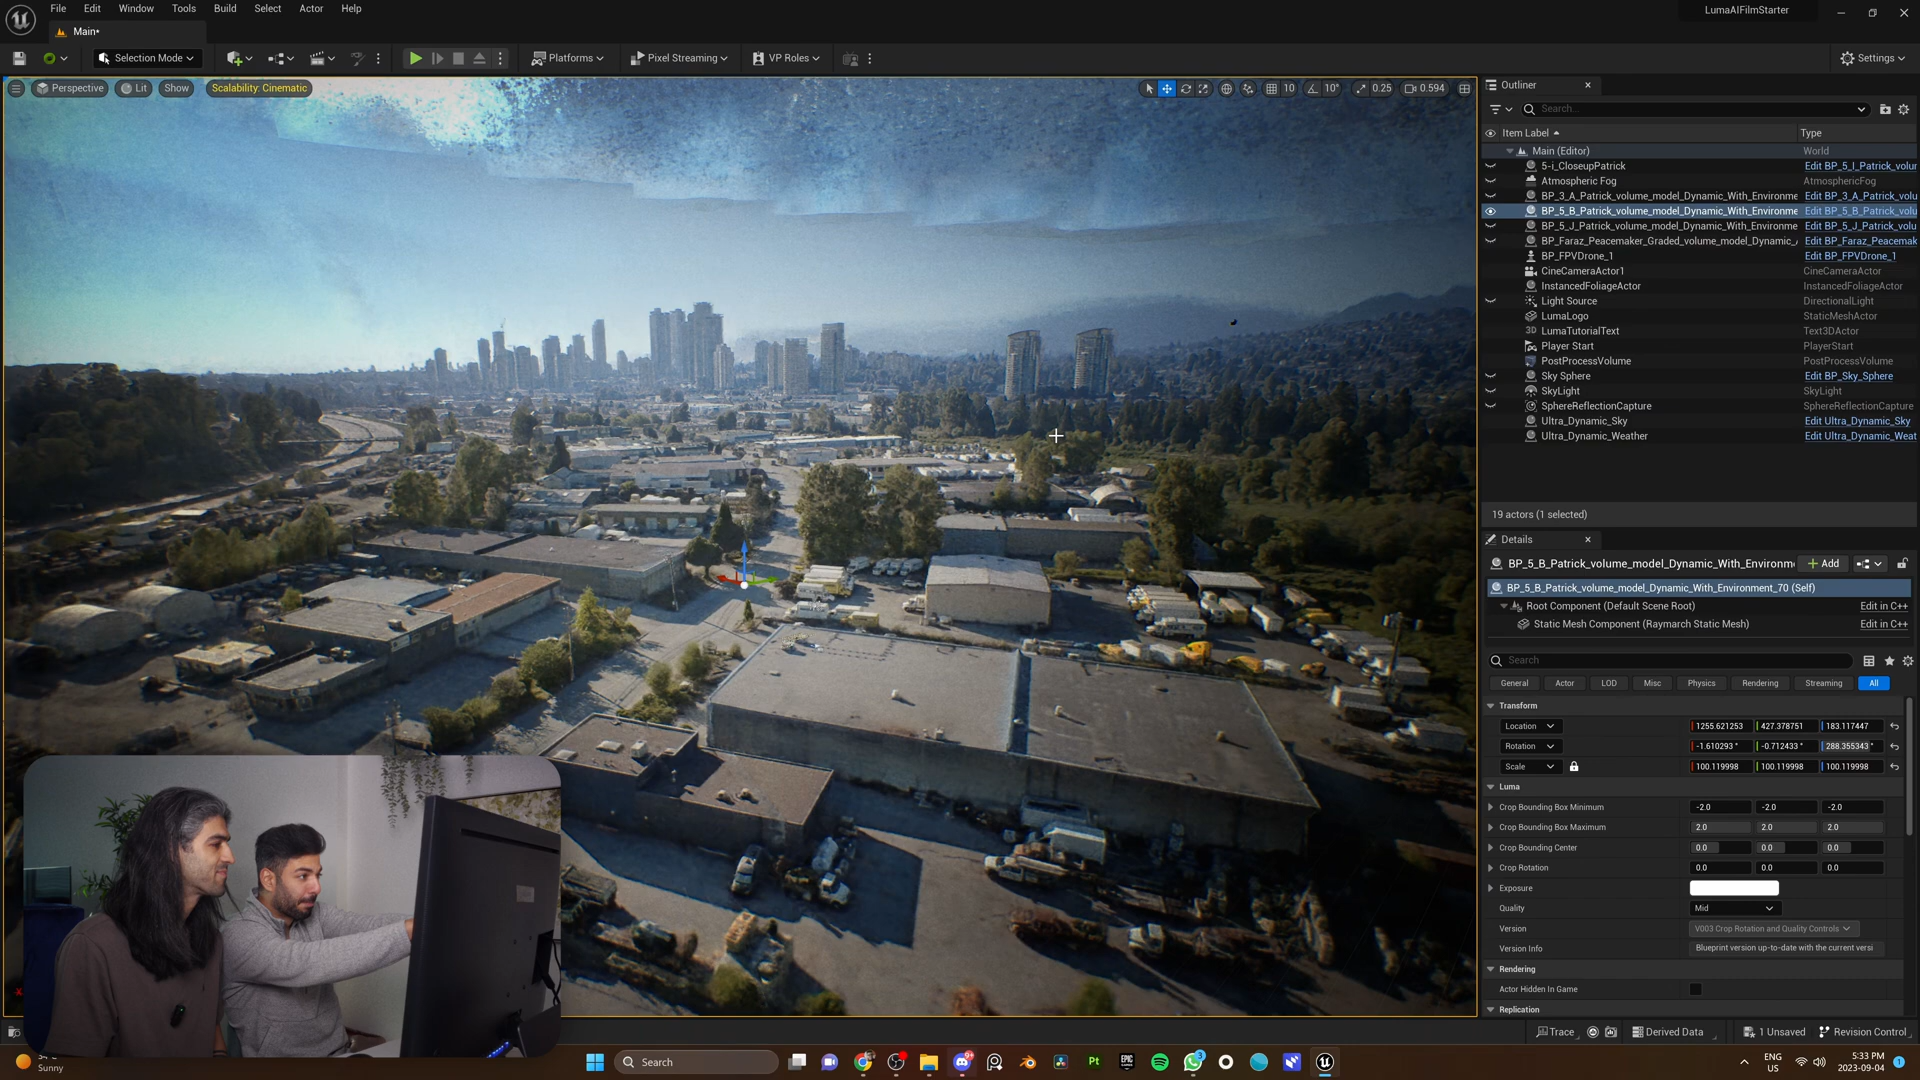 File Edit Window Tools Build Select Actor Help
LumaAIFilmStarter
Main*
Selection Mode
Platforms
Pixel Streaming
VP Roles
Settings
Perspective
Lit
Show
Scalability: Cinematic
10
10°
0.25
0.594
Outliner
Search...
Item Label
Type
Main (Editor) World
5-i_CloseupPatrick Edit BP_5_I_Patrick_volur
Atmospheric Fog AtmosphericFog
BP_3_A_Patrick_volume_model_Dynamic_With_Environme Edit BP_3_A_Patrick_volu
BP_5_B_Patrick_volume_model_Dynamic_With_Environme Edit BP_5_B_Patrick_volu
BP_5_J_Patrick_volume_model_Dynamic_With_Environme Edit BP_5_J_Patrick_volu
BP_Faraz_Peacemaker_Graded_volume_model_Dynamic_ Edit BP_Faraz_Peacemak
BP_FPVDrone_1 Edit BP_FPVDrone_1
CineCameraActor1 CineCameraActor
InstancedFoliageActor InstancedFoliageActor
Light Source DirectionalLight
LumaLogo StaticMeshActor
3D LumaTutorialText Text3DActor
Player Start PlayerStart
PostProcessVolume PostProcessVolume
Sky Sphere Edit BP_Sky_Sphere
SkyLight SkyLight
SphereReflectionCapture SphereReflectionCapture
Ultra_Dynamic_Sky Edit Ultra_Dynamic_Sky
Ultra_Dynamic_Weather Edit Ultra_Dynamic_Weat
19 actors (1 selected)
Details
BP_5_B_Patrick_volume_model_Dynamic_With_Environm
Add
BP_5_B_Patrick_volume_model_Dynamic_With_Environment_70 (Self)
Root Component (Default Scene Root) Edit in C++
Static Mesh Component (Raymarch Static Mesh) Edit in C++
Search
General Actor LOD Misc Physics Rendering Streaming All
Transform
Location 1255.621253 427.378751 183.117447
Rotation -1.610293 ° -0.712433 ° 288.355343 °
Scale 100.119998 100.119998 100.119998
Luma
Crop Bounding Box Minimum -2.0 -2.0 -2.0
Crop Bounding Box Maximum 2.0 2.0 2.0
Crop Bounding Center 0.0 0.0 0.0
Crop Rotation 0.0 0.0 0.0
Exposure
Quality Mid
Version V003 Crop Rotation and Quality Controls
Version Info Blueprint version up-to-date with the current versi
Rendering
Actor Hidden In Game
Replication
Trace
Derived Data
1 Unsaved
Revision Control
Sunny
Search
9+
Pt
EPIC GAMES
3
ENG
US
5:33 PM
2023-09-04
1